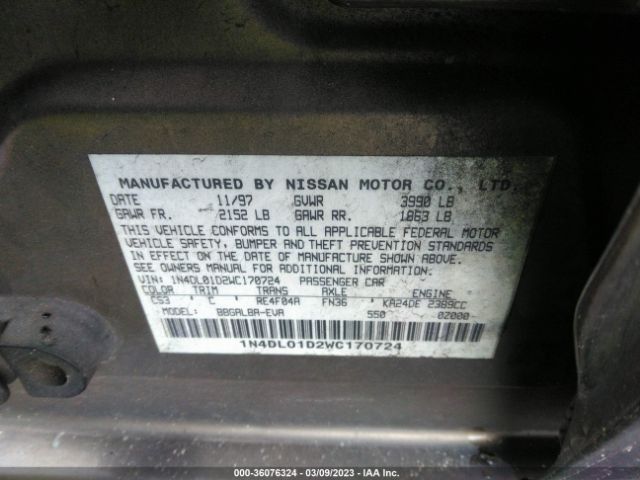 MANUFACTURED BY NISSAN MOTOR CO., LTD.
DATE 11/97 GVWR 3990 LB
GAWR FR. 2152 LB GAWR RR. 1863 LB
THIS VEHICLE CONFORMS TO ALL APPLICABLE FEDERAL MOTOR
VEHICLE SAFETY, BUMPER AND THEFT PREVENTION STANDARDS
IN EFFECT ON THE DATE OF MANUFACTURE SHOWN ABOVE.
SEE OWNERS MANUAL FOR ADDITIONAL INFORMATION.
VIN: 1N4DL01D2WC170724 PASSENGER CAR
COLOR TRIM TRANS AXLE ENGINE
C53 C RE4F04A FN36 KA24DE 2389CC
MODEL: BBGALBA-EVA 550 0Z000
1N4DL01D2WC170724
000-36076324 | 03/09/2023 | IAA Inc.